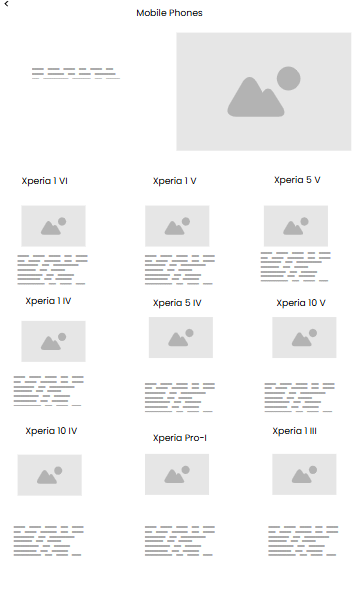 Mobile Phones
Xperia 1 VI
Xperia 1 V
Xperia 5 V
Xperia 1 IV
Xperia 5 IV
Xperia 10 V
Xperia 10 IV
Xperia Pro-I
Xperia 1 III